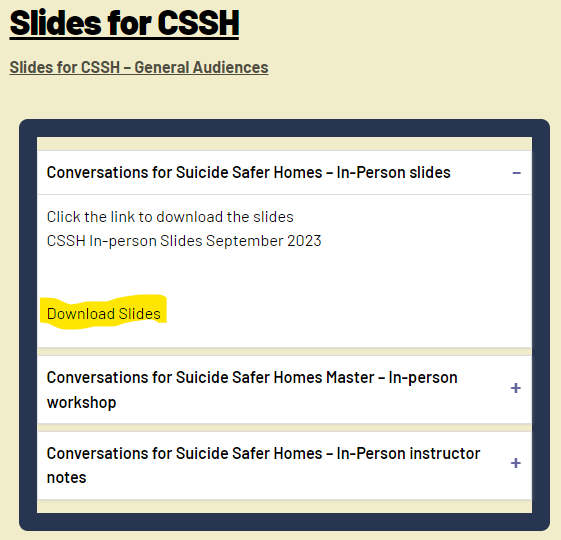 Slides for CSSH
Slides for CSSH – General Audiences
Conversations for Suicide Safer Homes – In-Person slides –
Click the link to download the slides
CSSH In-person Slides September 2023
Download Slides
Conversations for Suicide Safer Homes Master – In-person
workshop +
Conversations for Suicide Safer Homes – In-Person instructor
notes +